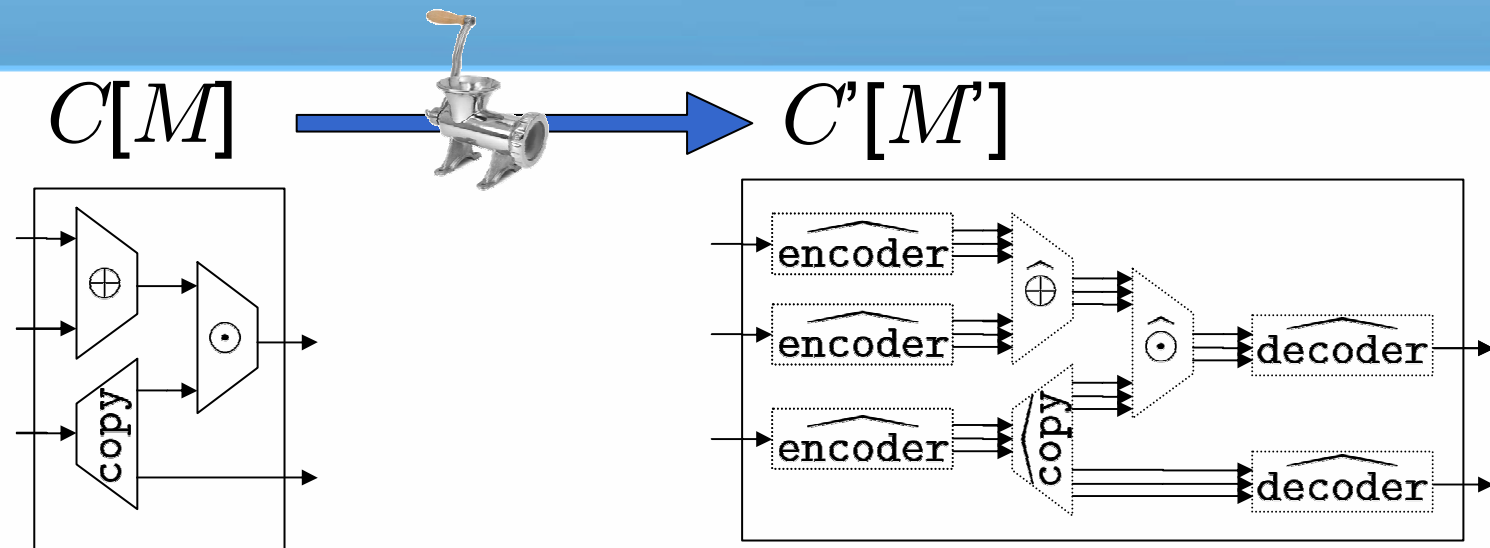 C[M]
C'[M']
⊕
⊙
copy
encoder
encoder
encoder
⊕̂
⊙̂
copy
decoder
decoder